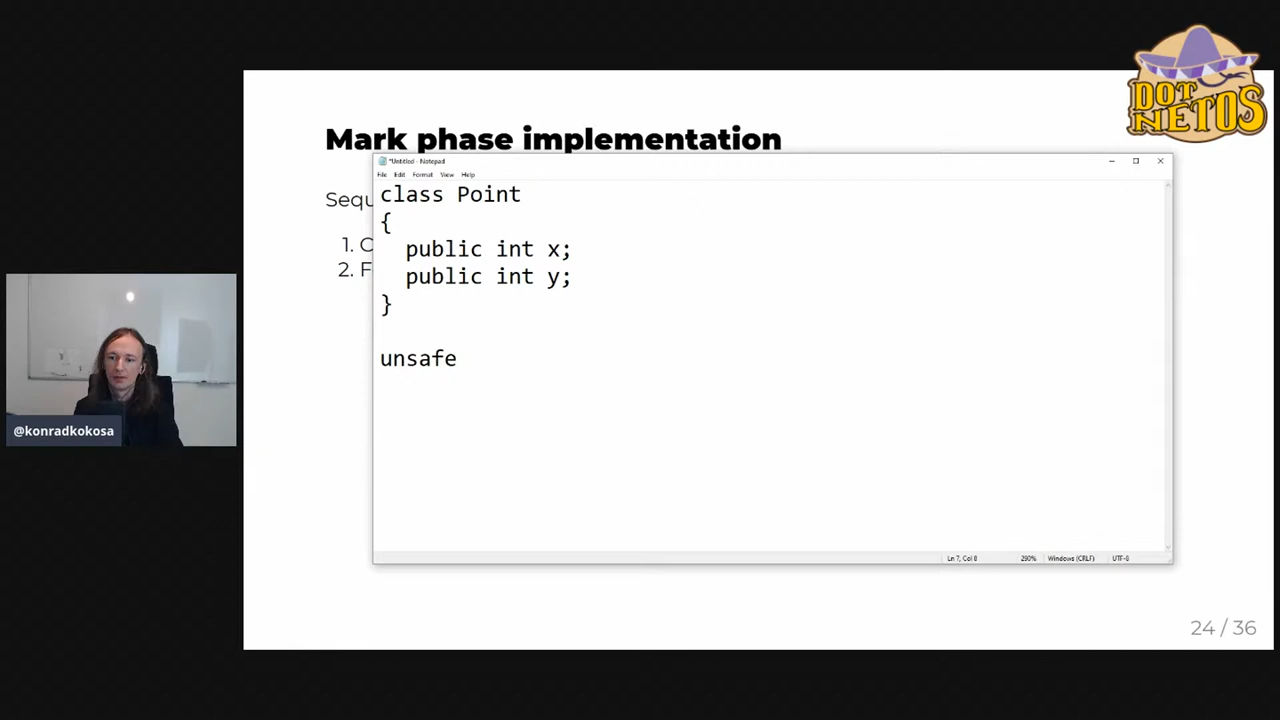 DOT
NETOS
Mark phase implementation
*Untitled - Notepad
File Edit Format View Help
Sequ
1. C
2. F
class Point
{
  public int x;
  public int y;
}
unsafe
@konradkokosa
Ln 7, Col 8 290% Windows (CRLF) UTF-8
24 / 36